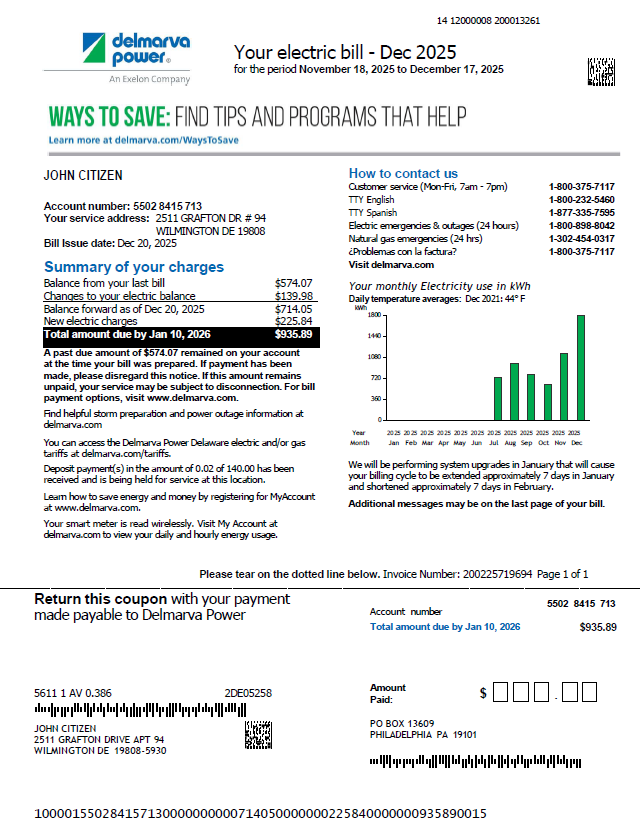 14 12000008 200013261
delmarva
power®
An Exelon Company
Your electric bill - Dec 2025
for the period November 18, 2025 to December 17, 2025
WAYS TO SAVE: FIND TIPS AND PROGRAMS THAT HELP
Learn more at delmarva.com/WaysToSave
JOHN CITIZEN
Account number: 5502 8415 713
Your service address: 2511 GRAFTON DR # 94
WILMINGTON DE 19808
Bill Issue date: Dec 20, 2025
Summary of your charges
Balance from your last bill $574.07
Changes to your electric balance $139.98
Balance forward as of Dec 20, 2025 $714.05
New electric charges $225.84
Total amount due by Jan 10, 2026 $935.89
A past due amount of $574.07 remained on your account
at the time your bill was prepared. If payment has been
made, please disregard this notice. If this amount remains
unpaid, your service may be subject to disconnection. For bill
payment options, visit www.delmarva.com.
Find helpful storm preparation and power outage information at
delmarva.com
You can access the Delmarva Power Delaware electric and/or gas
tariffs at delmarva.com/tariffs.
Deposit payment(s) in the amount of 0.02 of 140.00 has been
received and is being held for service at this location.
Learn how to save energy and money by registering for MyAccount
at www.delmarva.com.
Your smart meter is read wirelessly. Visit My Account at
delmarva.com to view your daily and hourly energy usage.
How to contact us
Customer service (Mon-Fri, 7am - 7pm) 1-800-375-7117
TTY English 1-800-232-5460
TTY Spanish 1-877-335-7595
Electric emergencies & outages (24 hours) 1-800-898-8042
Natural gas emergencies (24 hrs) 1-302-454-0317
¿Problemas con la factura? 1-800-375-7117
Visit delmarva.com
Your monthly Electricity use in kWh
Daily temperature averages: Dec 2021: 44° F
kWh
1800
1440
1080
720
360
0
Year 2025 2025 2025 2025 2025 2025 2025 2025 2025 2025 2025 2025
Month Jan Feb Mar Apr May Jun Jul Aug Sep Oct Nov Dec
We will be performing system upgrades in January that will cause
your billing cycle to be extended approximately 7 days in January
and shortened approximately 7 days in February.
Additional messages may be on the last page of your bill.
Please tear on the dotted line below. Invoice Number: 200225719694 Page 1 of 1
Return this coupon with your payment
made payable to Delmarva Power
5502 8415 713
Account number
Total amount due by Jan 10, 2026 $935.89
5611 1 AV 0.386 2DE05258
JOHN CITIZEN
2511 GRAFTON DRIVE APT 94
WILMINGTON DE 19808-5930
Amount
Paid:
$ .
PO BOX 13609
PHILADELPHIA PA 19101
100001550284157130000000000714050000000225840000000935890015